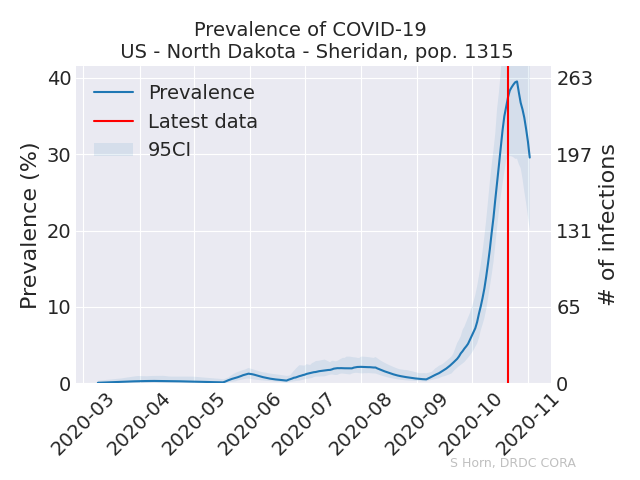 Prevalence of COVID-19
US - North Dakota - Sheridan, pop. 1315
Prevalence
Latest data
95CI
Prevalence (%)
40
30
20
10
0
263
197
131
65
0
# of infections
2020-03
2020-04
2020-05
2020-06
2020-07
2020-08
2020-09
2020-10
2020-11
S Horn, DRDC CORA